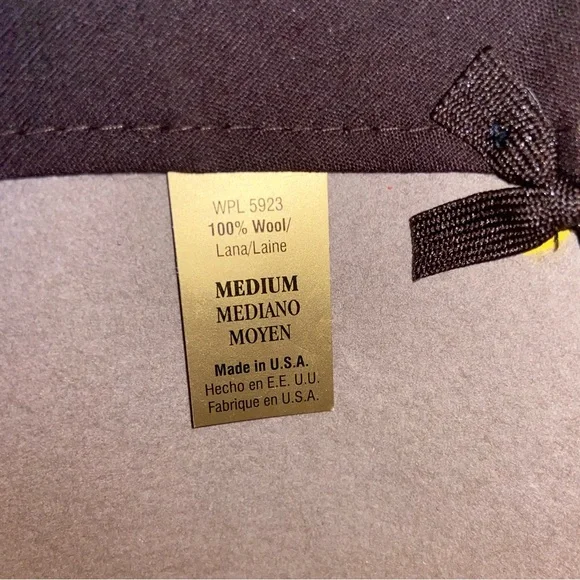 WPL 5923
100% Wool/
Lana/Laine
MEDIUM
MEDIANO
MOYEN
Made in U.S.A.
Hecho en E.E. U.U.
Fabrique en U.S.A.